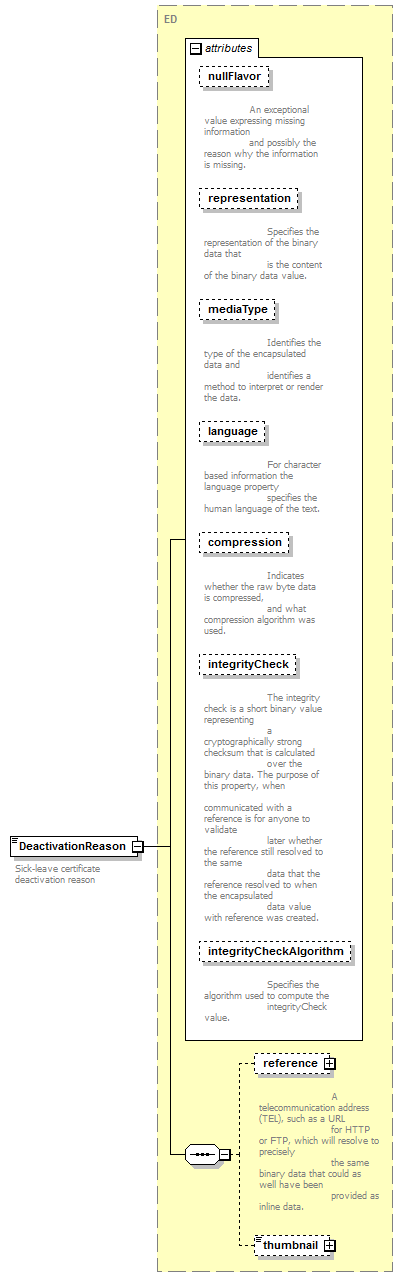 ED
attributes
nullFlavor
An exceptional
value expressing missing
information
and possibly the
reason why the information
is missing.
representation
Specifies the
representation of the binary
data that
is the content
of the binary data value.
mediaType
Identifies the
type of the encapsulated
data and
identifies a
method to interpret or render
the data.
language
For character
based information the
language property
specifies the
human language of the text.
compression
Indicates
whether the raw byte data
is compressed,
and what
compression algorithm was
used.
integrityCheck
The integrity
check is a short binary value
representing
a
cryptographically strong
checksum that is calculated
over the
binary data. The purpose of
this property, when
communicated with a
reference is for anyone to
validate
later whether
the reference still resolved to
the same
data that the
reference resolved to when
the encapsulated
data value
with reference was created.
DeactivationReason
Sick-leave certificate
deactivation reason
integrityCheckAlgorithm
Specifies the
algorithm used to compute the
integrityCheck
value.
reference
A
telecommunication address
(TEL), such as a URL
for HTTP
or FTP, which will resolve to
precisely
the same
binary data that could as
well have been
provided as
inline data.
thumbnail